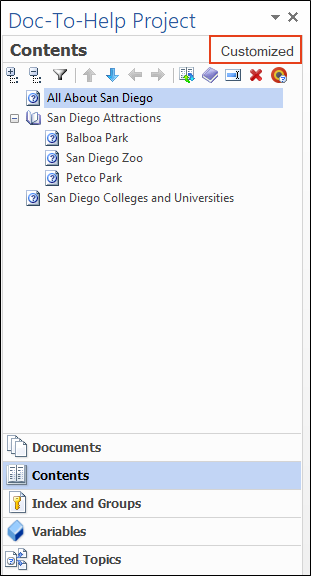 Doc-To-Help Project
Contents Customized
All About San Diego
San Diego Attractions
Balboa Park
San Diego Zoo
Petco Park
San Diego Colleges and Universities
Documents
Contents
Index and Groups
Variables
Related Topics